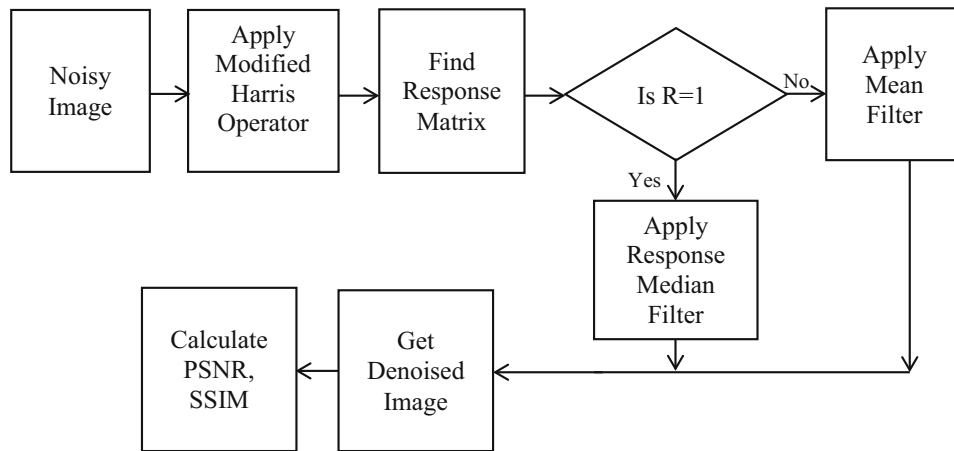 Noisy
Image
Apply
Modified
Harris
Operator
Find
Response
Matrix
Is R=1
No
Apply
Mean
Filter
Yes
Apply
Response
Median
Filter
Get
Denoised
Image
Calculate
PSNR,
SSIM